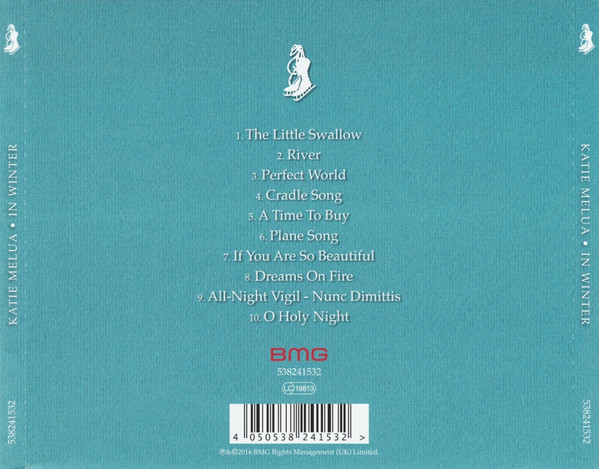 KATIE MELUA • IN WINTER
538241532
1. The Little Swallow
2. River
3. Perfect World
4. Cradle Song
5. A Time To Buy
6. Plane Song
7. If You Are So Beautiful
8. Dreams On Fire
9. All-Night Vigil - Nunc Dimittis
10. O Holy Night
BMG
538241532
LC 19813
4 050538 241532 >
℗&©2016 BMG Rights Management (UK) Limited.
KATIE MELUA • IN WINTER
538241532